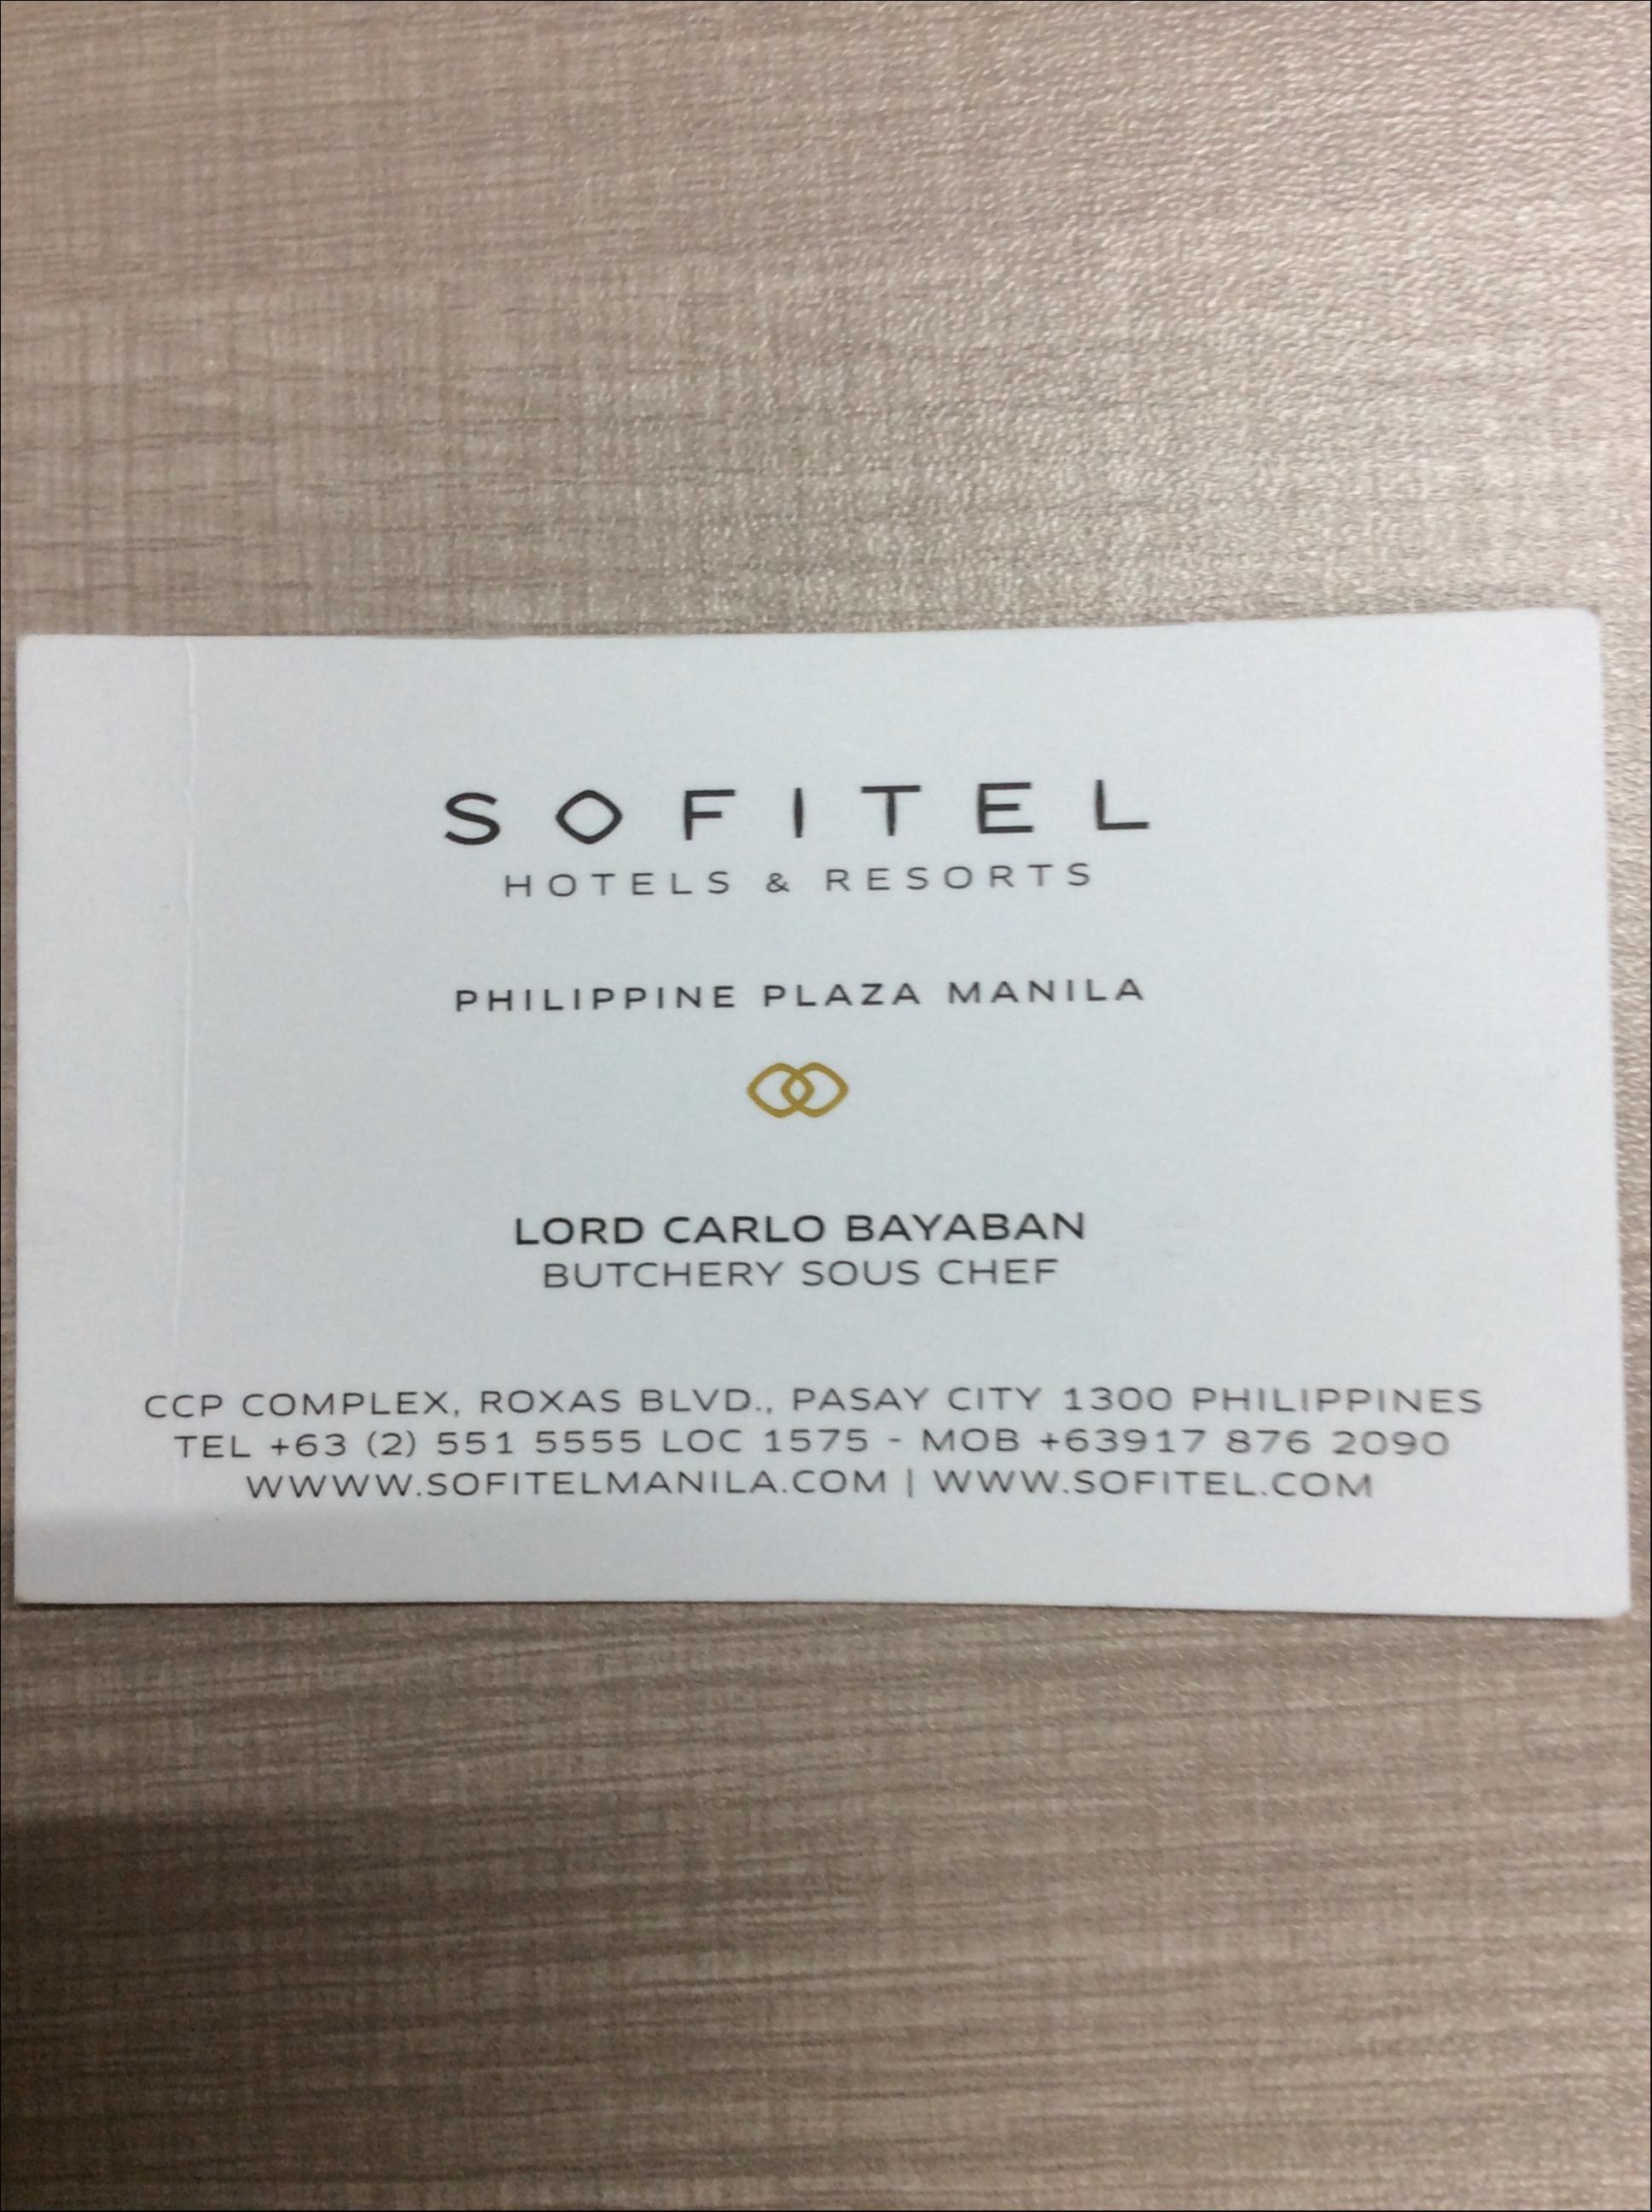 SOFITEL
HOTELS & RESORTS
PHILIPPINE PLAZA MANILA
LORD CARLO BAYABAN
BUTCHERY SOUS CHEF
CCP COMPLEX, ROXAS BLVD., PASAY CITY 1300 PHILIPPINES
TEL +63 (2) 551 5555 LOC 1575 - MOB +63917 876 2090
WWWW.SOFITELMANILA.COM | WWW.SOFITEL.COM